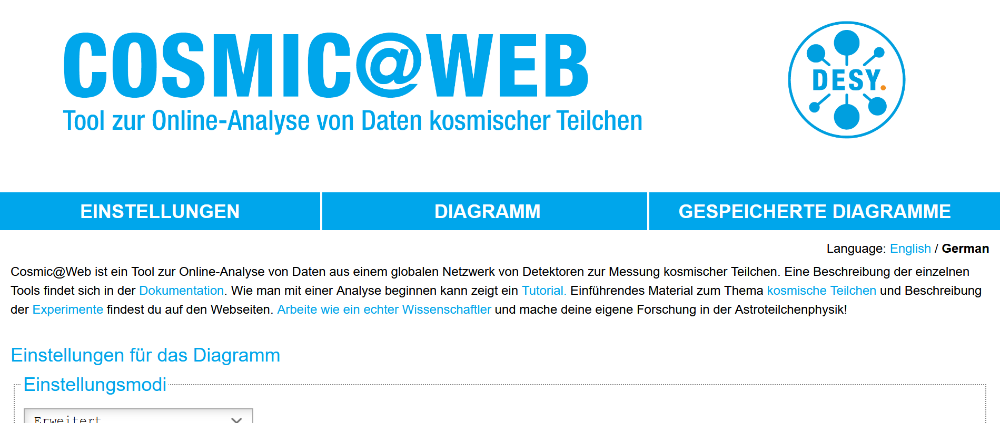 COSMIC@WEB
Tool zur Online-Analyse von Daten kosmischer Teilchen
DESY.
EINSTELLUNGEN
DIAGRAMM
GESPEICHERTE DIAGRAMME
Language: English / German
Cosmic@Web ist ein Tool zur Online-Analyse von Daten aus einem globalen Netzwerk von Detektoren zur Messung kosmischer Teilchen. Eine Beschreibung der einzelnen
Tools findet sich in der Dokumentation. Wie man mit einer Analyse beginnen kann zeigt ein Tutorial. Einführendes Material zum Thema kosmische Teilchen und Beschreibung
der Experimente findest du auf den Webseiten. Arbeite wie ein echter Wissenschaftler und mache deine eigene Forschung in der Astroteilchenphysik!
Einstellungen für das Diagramm
Einstellungsmodi
Erweitert